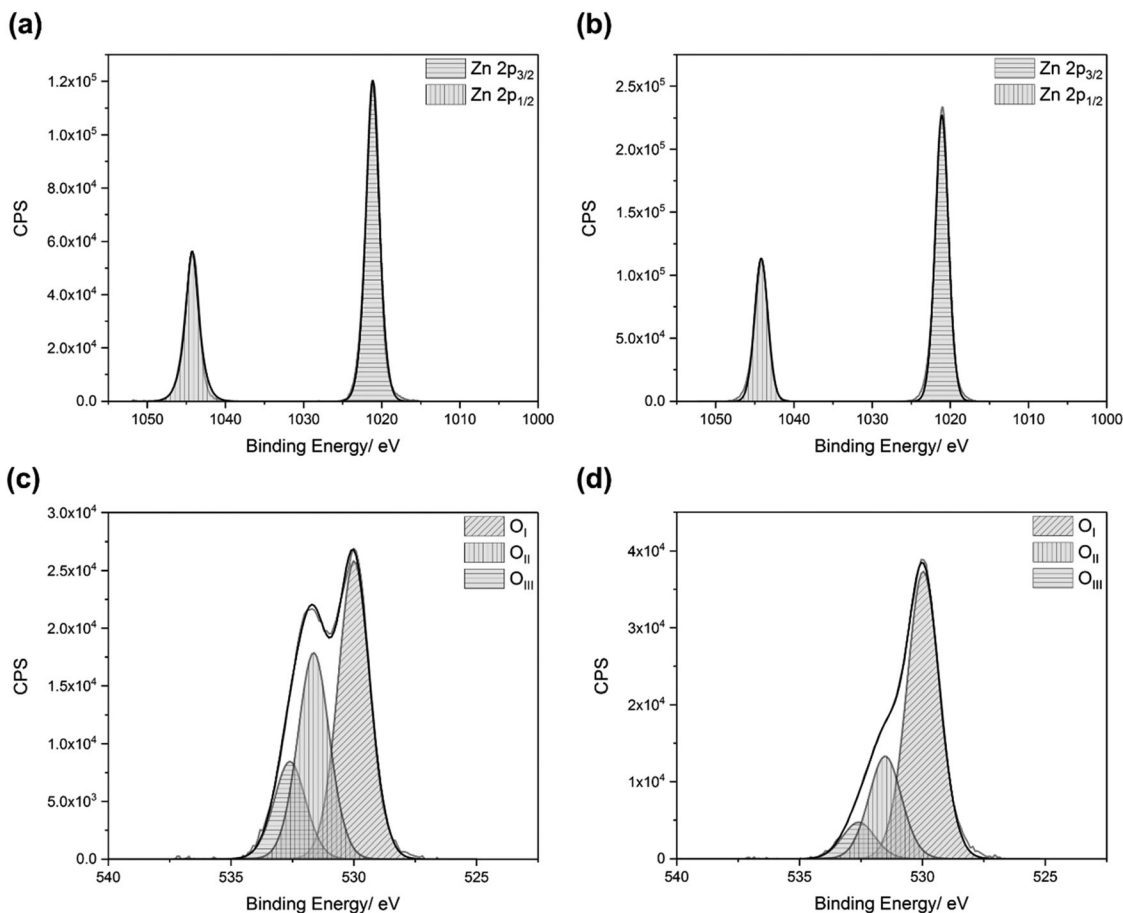 (a)
Zn 2p3/2
Zn 2p1/2
1.2x10^5
1.0x10^5
8.0x10^4
6.0x10^4
4.0x10^4
2.0x10^4
0.0
CPS
1050 1040 1030 1020 1010 1000
Binding Energy/ eV
(b)
Zn 2p3/2
Zn 2p1/2
2.5x10^5
2.0x10^5
1.5x10^5
1.0x10^5
5.0x10^4
0.0
CPS
1050 1040 1030 1020 1010 1000
Binding Energy/ eV
(c)
OI
OII
OIII
3.0x10^4
2.5x10^4
2.0x10^4
1.5x10^4
1.0x10^4
5.0x10^3
0.0
CPS
540 535 530 525
Binding Energy/ eV
(d)
OI
OII
OIII
4x10^4
3x10^4
2x10^4
1x10^4
0
CPS
540 535 530 525
Binding Energy/ eV